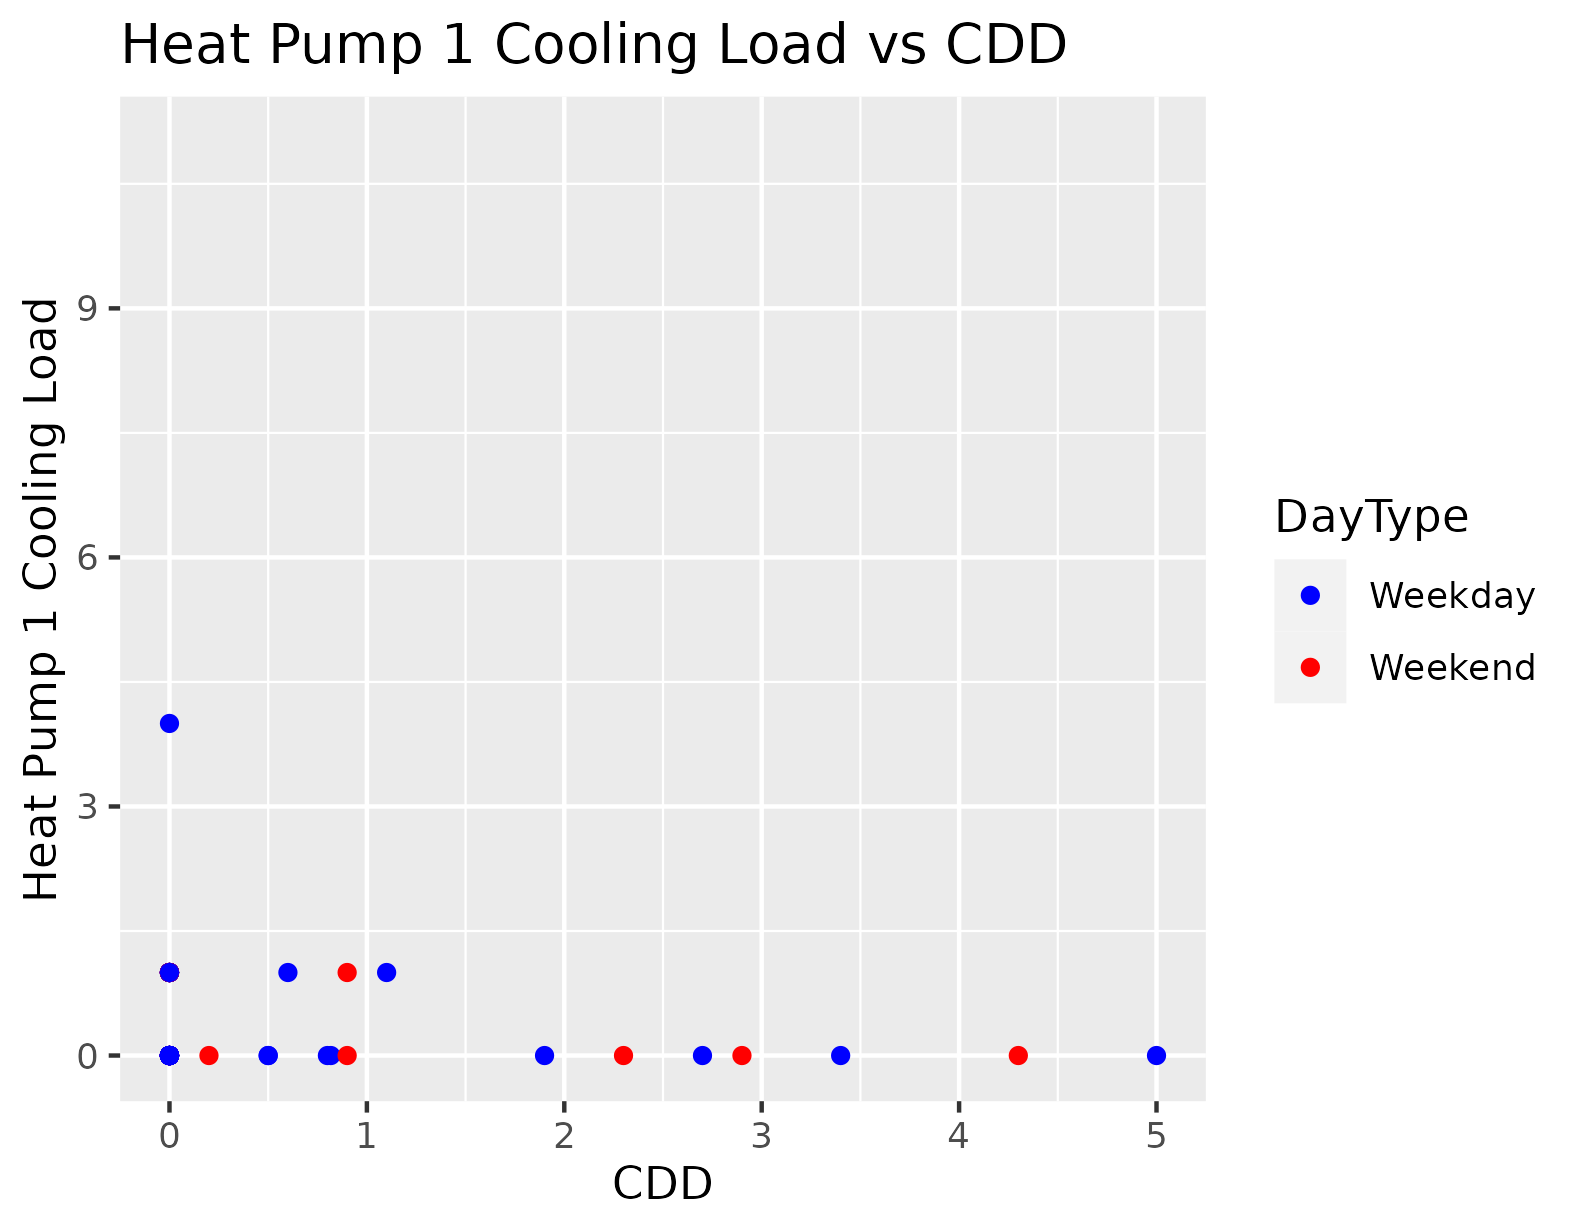 Heat Pump 1 Cooling Load vs CDD
Heat Pump 1 Cooling Load
9
6
3
0
0 1 2 3 4 5
CDD
DayType
Weekday
Weekend